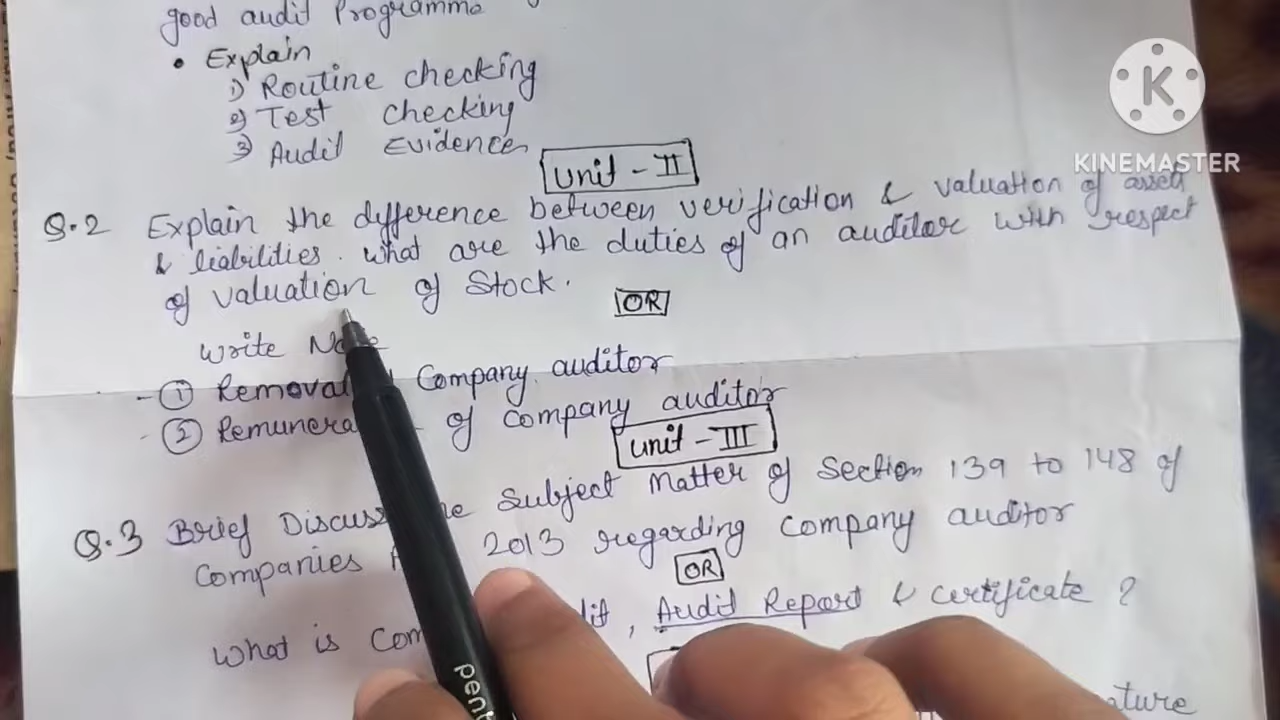 good audit Programme
• Explain
1) Routine checking
2) Test checking
3) Audit Evidence
Unit - II
Q.2 Explain the difference between verification & valuation of assets
& liabilities. what are the duties of an auditor with respect
of valuation of Stock.
OR
write
① Removal Company auditor
② of company auditor
Unit - III
Q.3 Brief Subject Matter of Section 139 to 148 of
Companies 2013 regarding company auditor
OR
What is , Audit Report & certificate ?
K
KINEMASTER